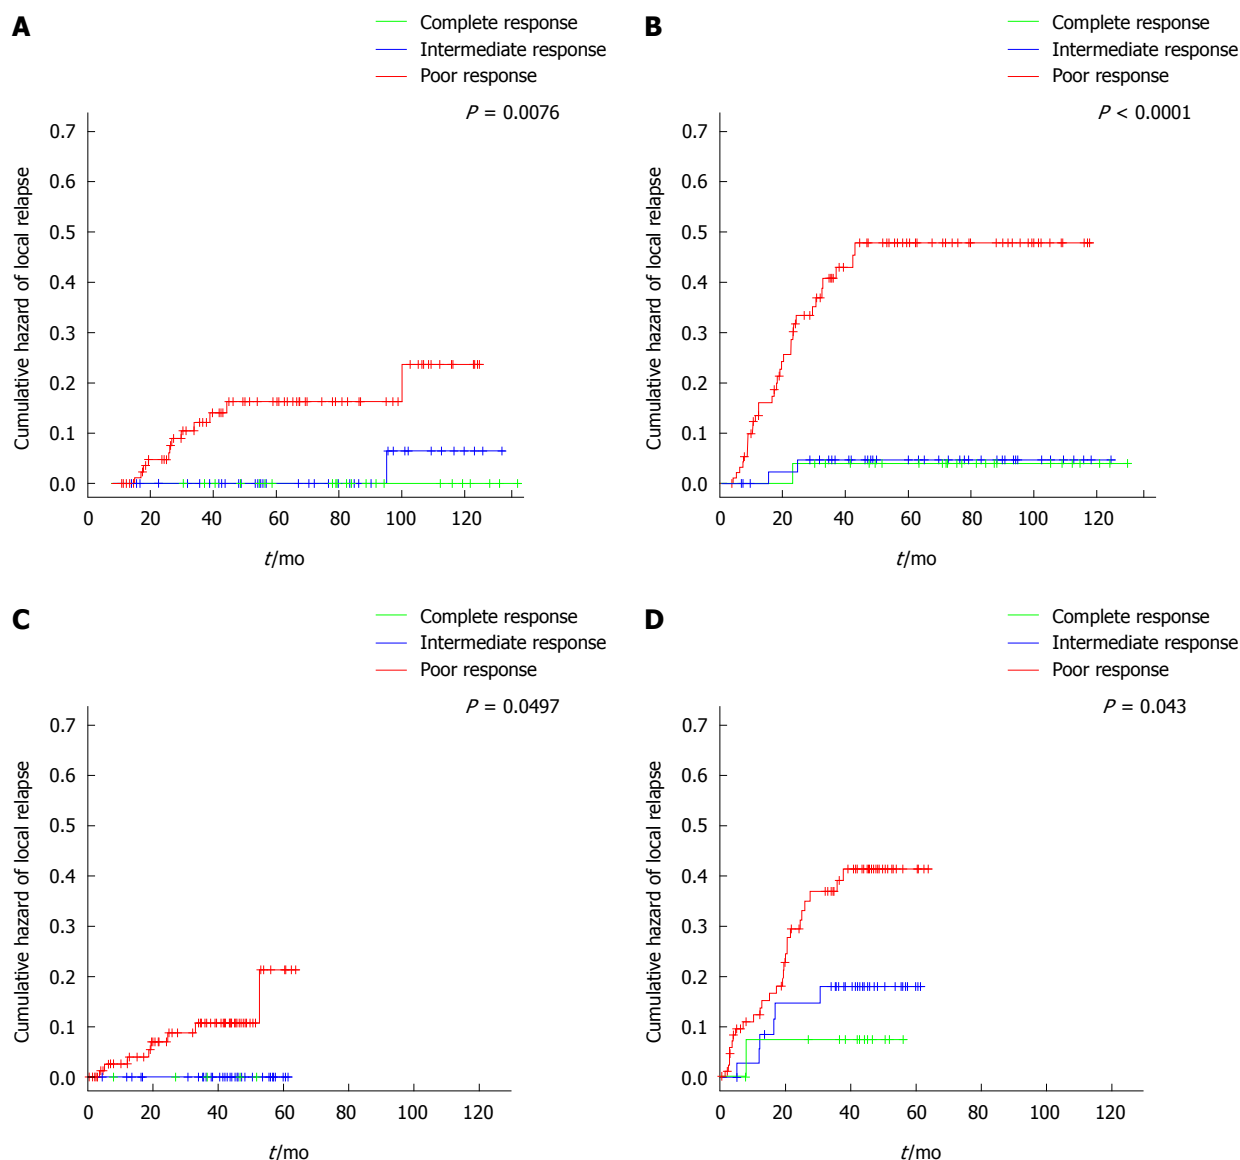 A
Complete response
Intermediate response
Poor response
P = 0.0076
0.7
0.6
0.5
0.4
0.3
0.2
0.1
0.0
Cumulative hazard of local relapse
0 20 40 60 80 100 120
t/mo
B
Complete response
Intermediate response
Poor response
P < 0.0001
0.7
0.6
0.5
0.4
0.3
0.2
0.1
0.0
Cumulative hazard of local relapse
0 20 40 60 80 100 120
t/mo
C
Complete response
Intermediate response
Poor response
P = 0.0497
0.7
0.6
0.5
0.4
0.3
0.2
0.1
0.0
Cumulative hazard of local relapse
0 20 40 60 80 100 120
t/mo
D
Complete response
Intermediate response
Poor response
P = 0.043
0.7
0.6
0.5
0.4
0.3
0.2
0.1
0.0
Cumulative hazard of local relapse
0 20 40 60 80 100 120
t/mo